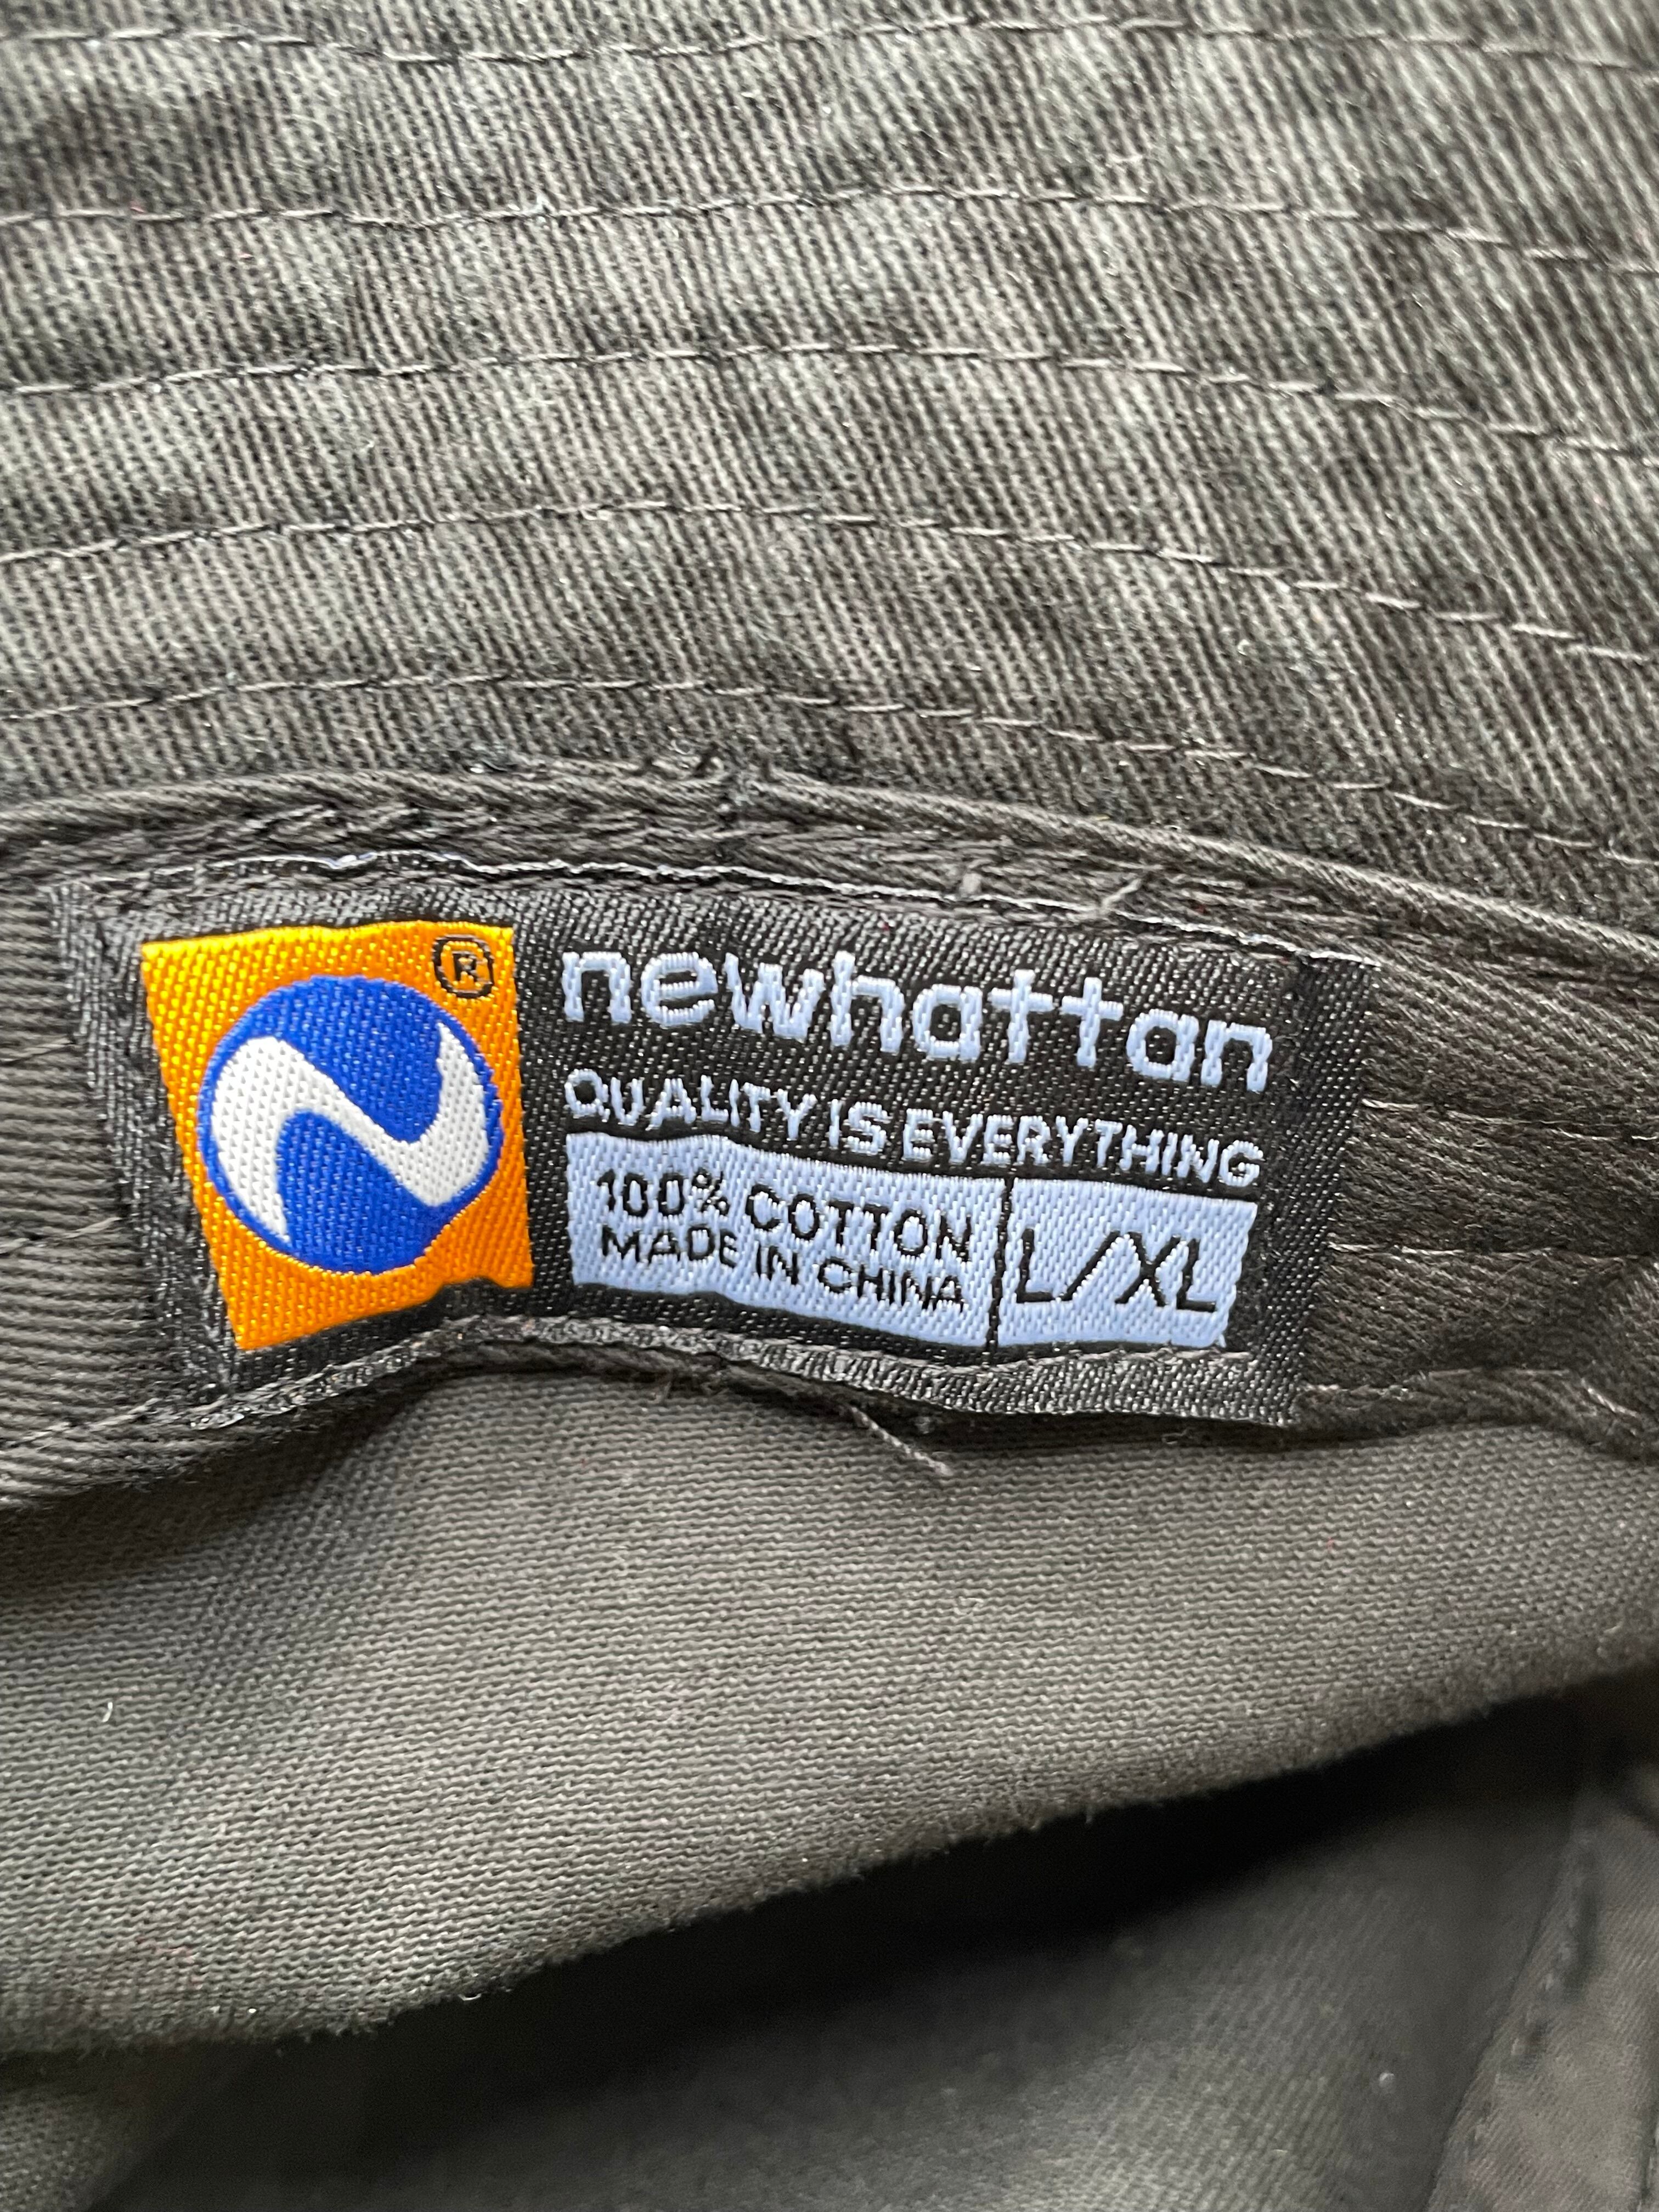 ®
newhattan
QUALITY IS EVERYTHING
100% COTTON
MADE IN CHINA
L/XL